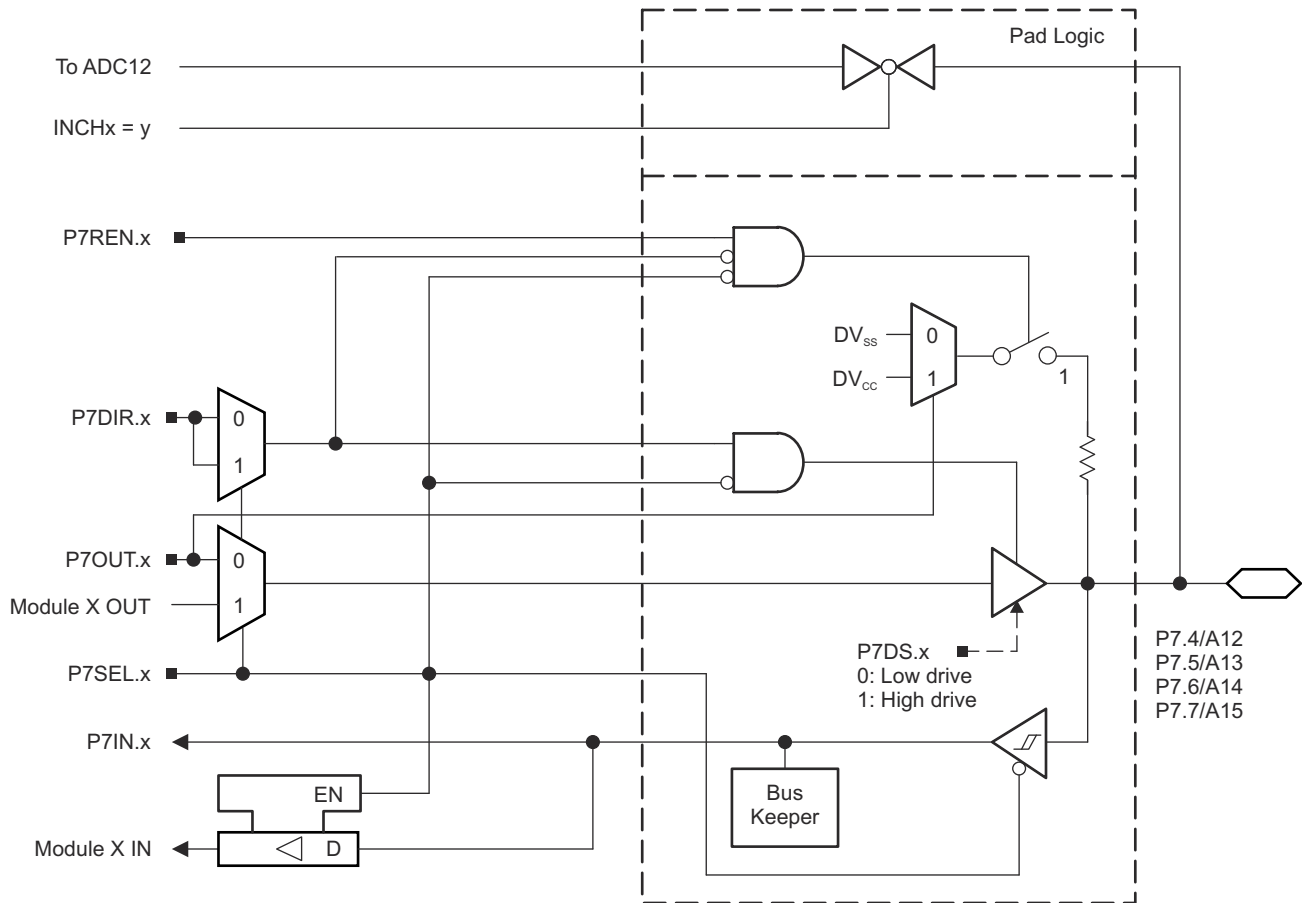 Pad Logic
To ADC12
INCHx = y
P7REN.x
DVSS
0
DVCC
1
1
P7DIR.x
0
1
P7OUT.x
0
Module X OUT
1
P7SEL.x
P7DS.x
0: Low drive
1: High drive
P7.4/A12
P7.5/A13
P7.6/A14
P7.7/A15
P7IN.x
Bus
Keeper
EN
Module X IN
D